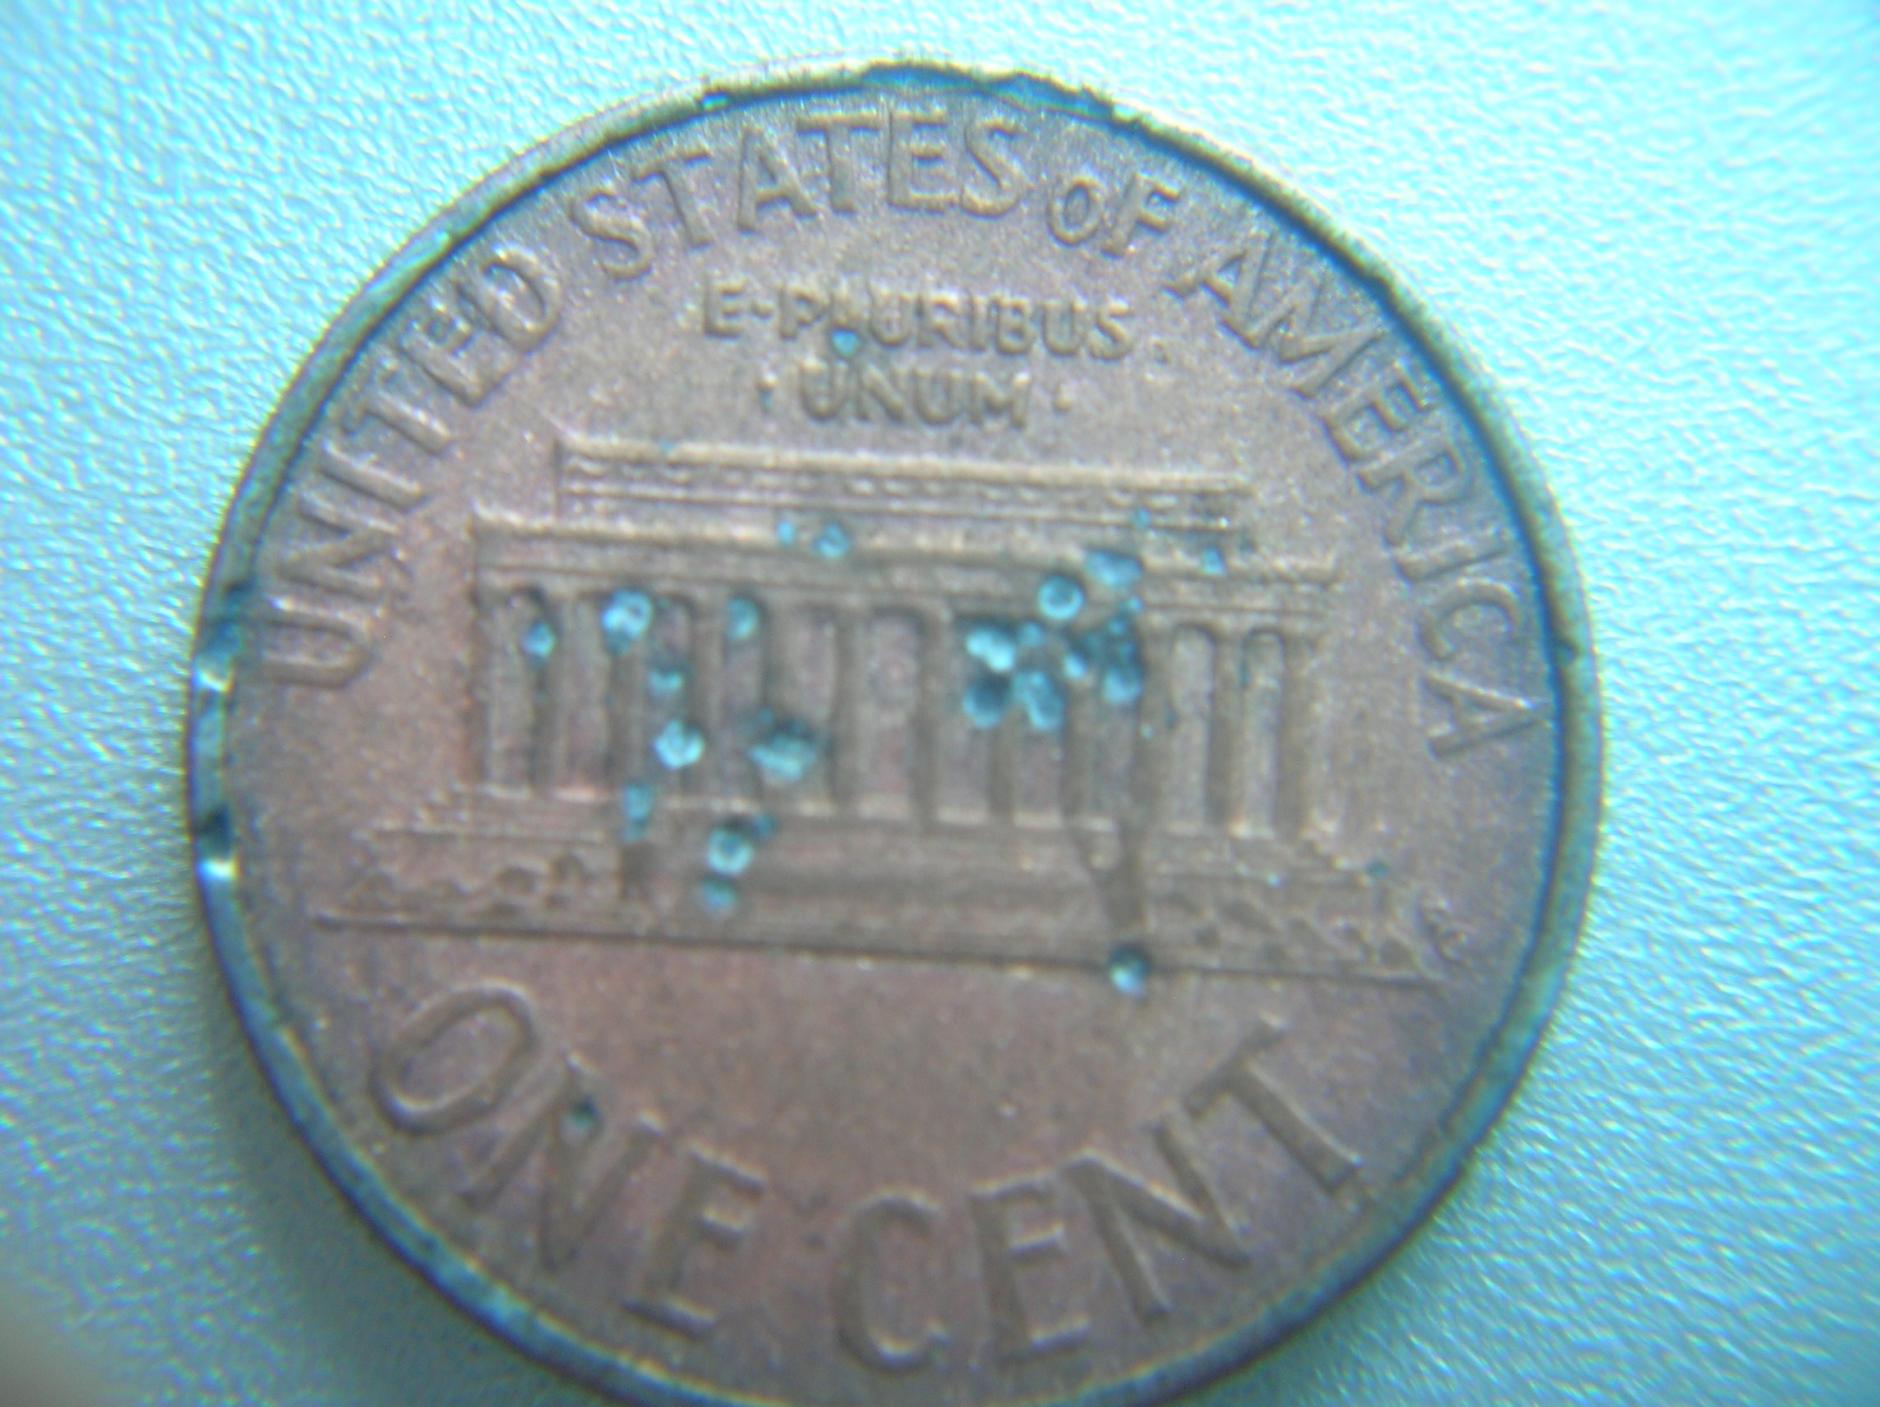 UNITED STATES OF AMERICA
E·PLURIBUS
·UNUM·
ONE CENT